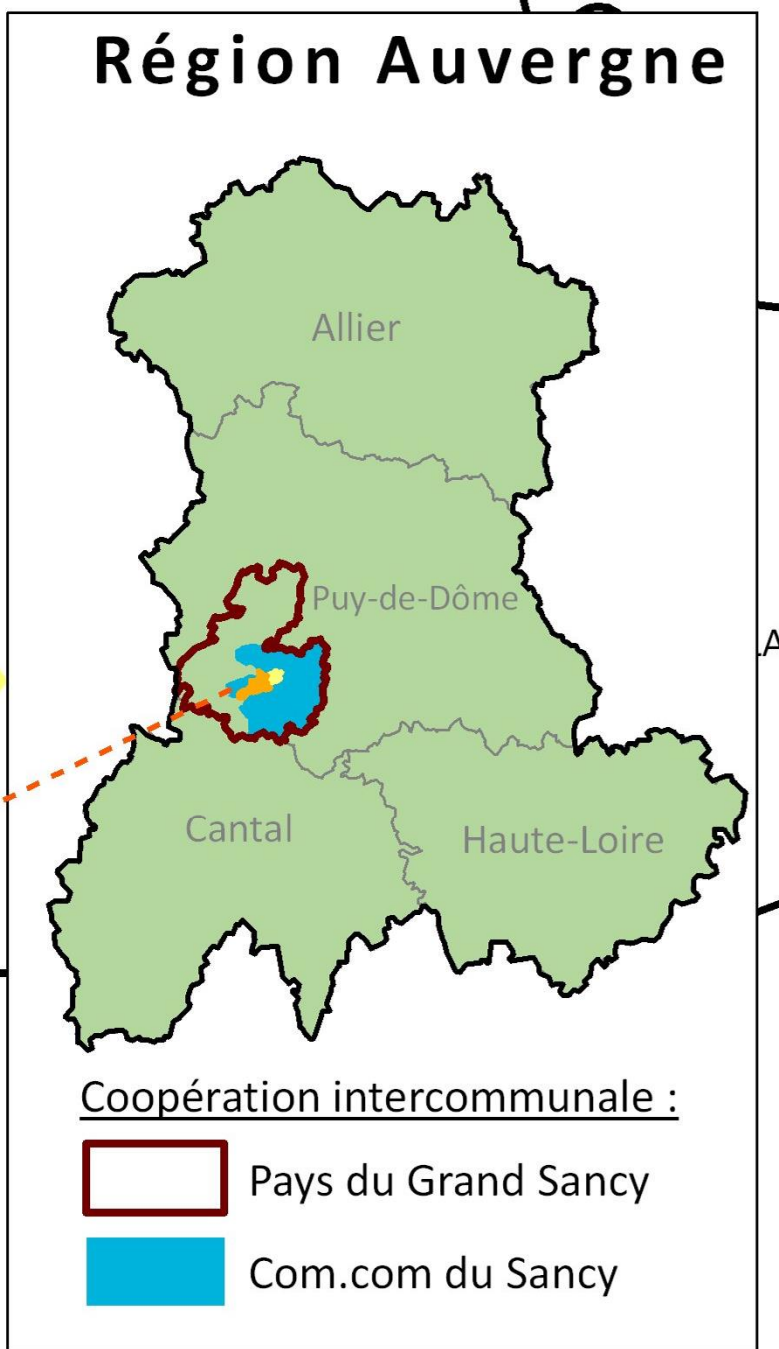 Région Auvergne
Allier
Puy-de-Dôme
Cantal
Haute-Loire
Coopération intercommunale :
Pays du Grand Sancy
Com.com du Sancy